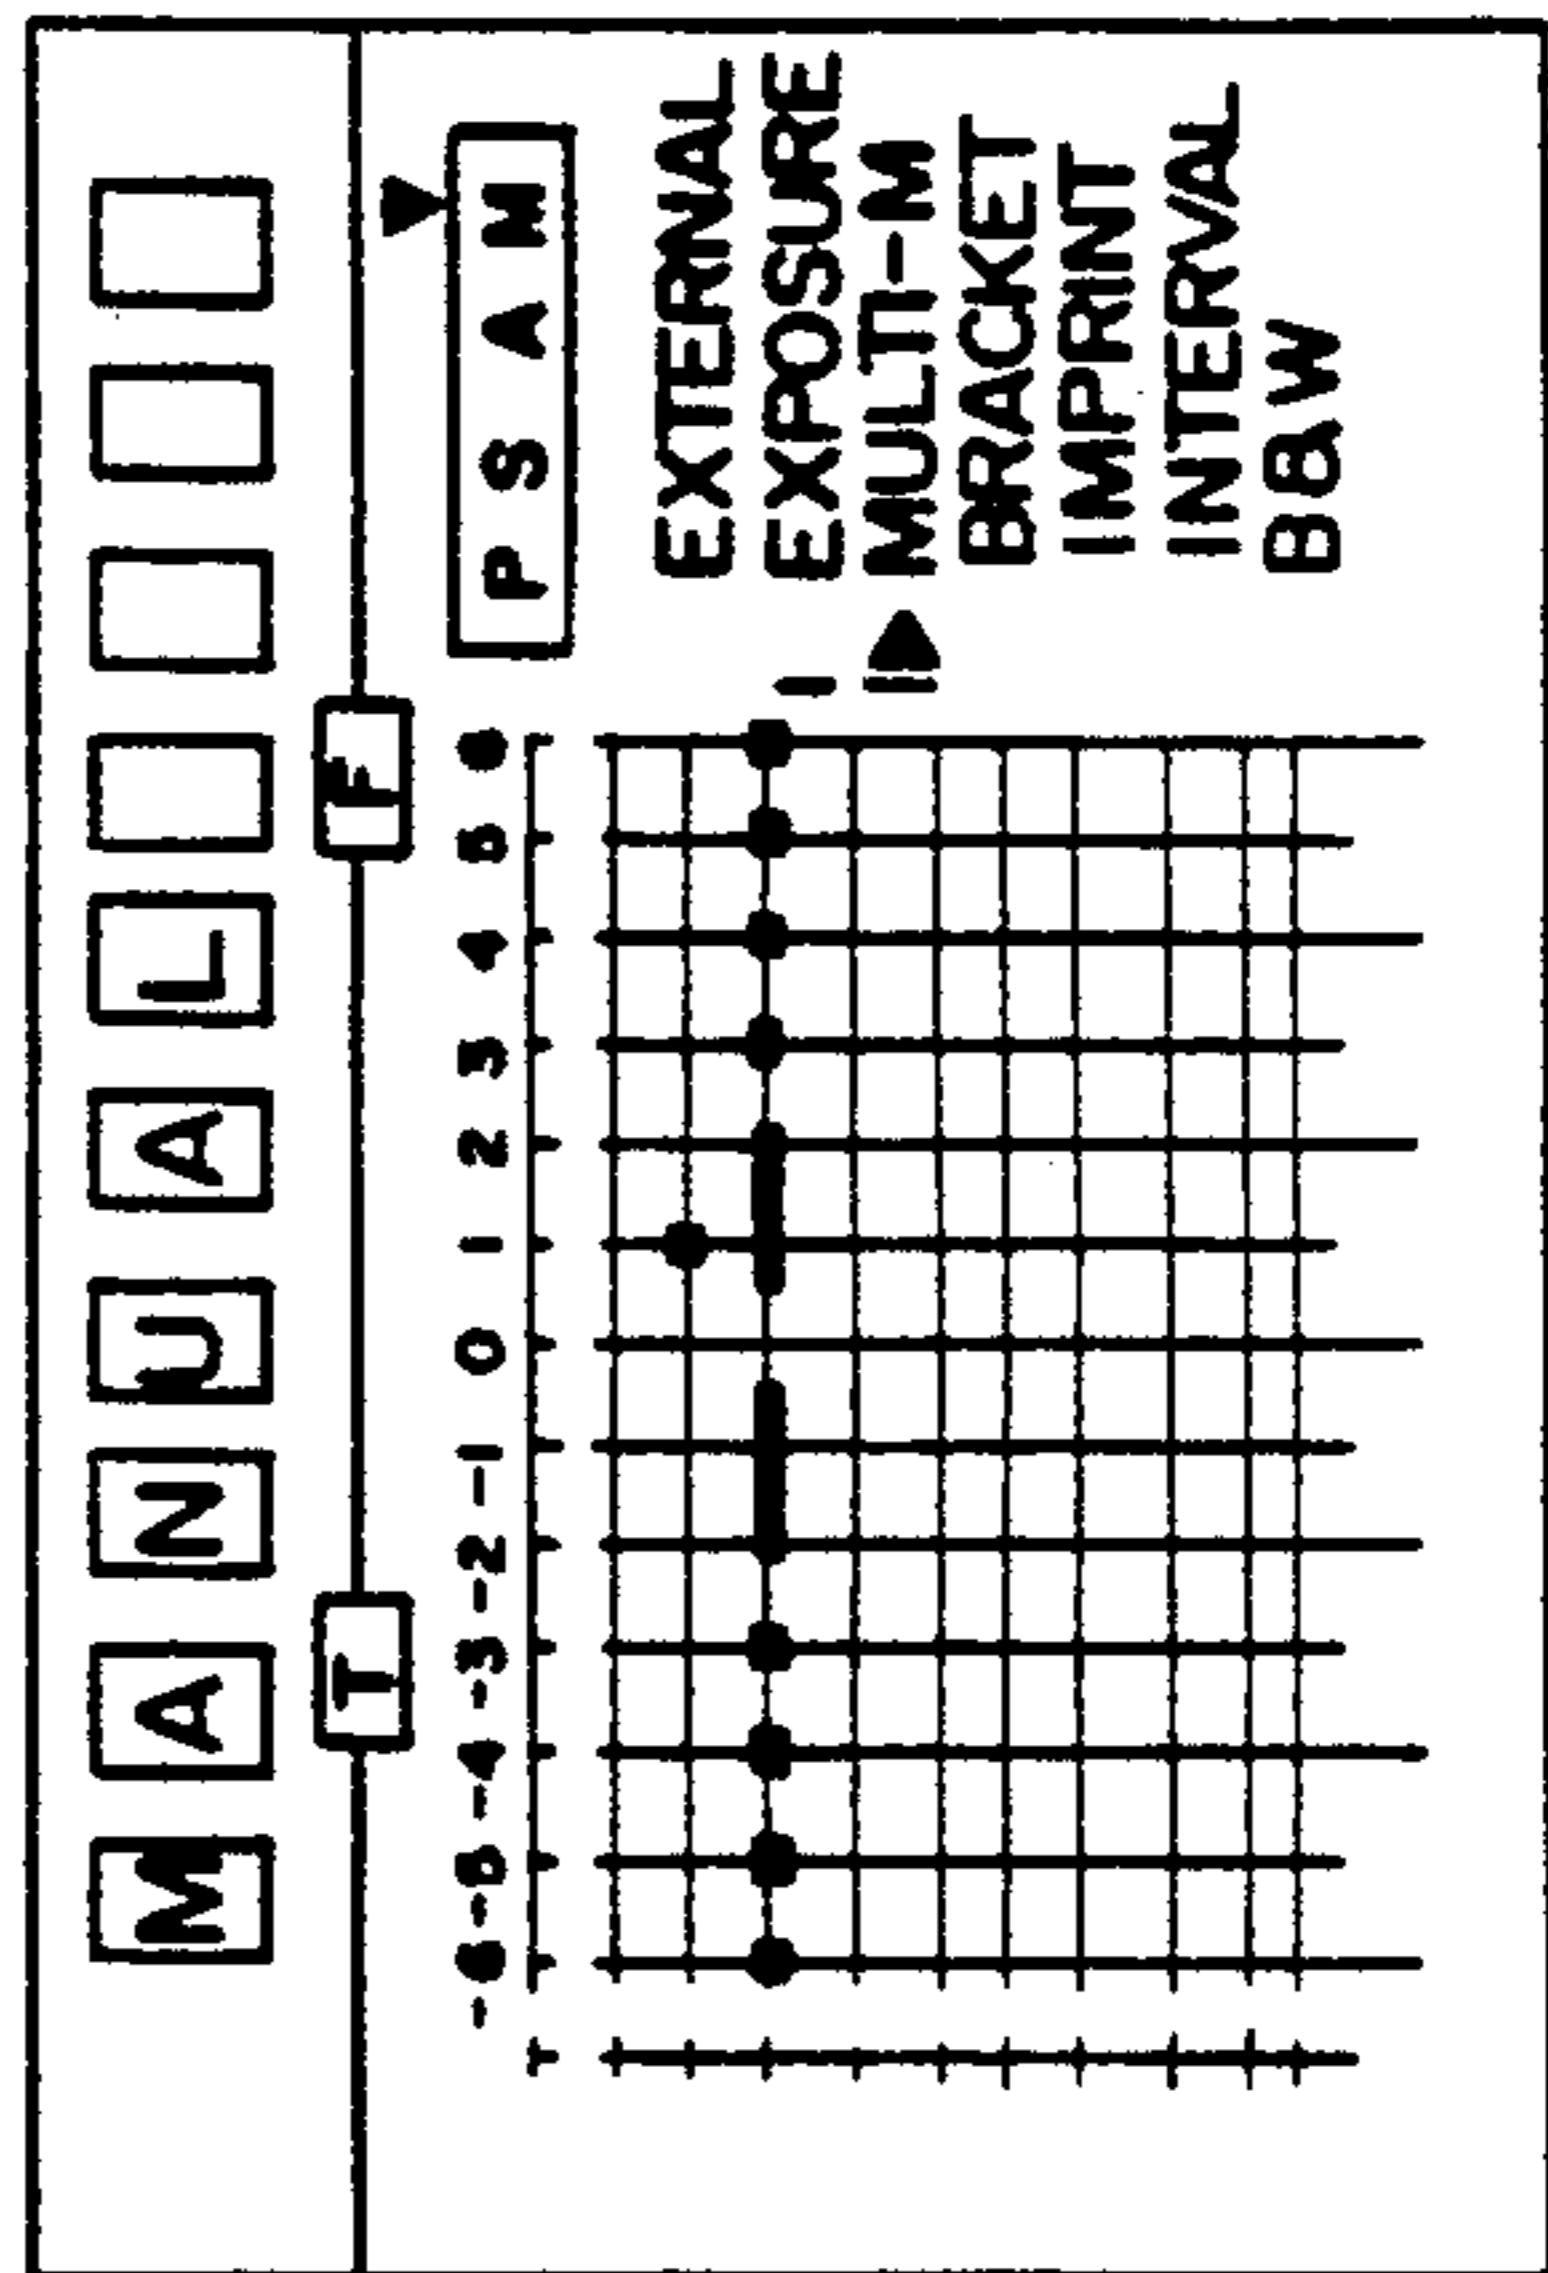 M A N U A L
T F
-6 -5 -4 -3 -2 -1 0 1 2 3 4 5 6
P S A M
EXTERNAL
EXPOSURE
MULTI-M
BRACKET
IMPRINT
INTERVAL
B&W